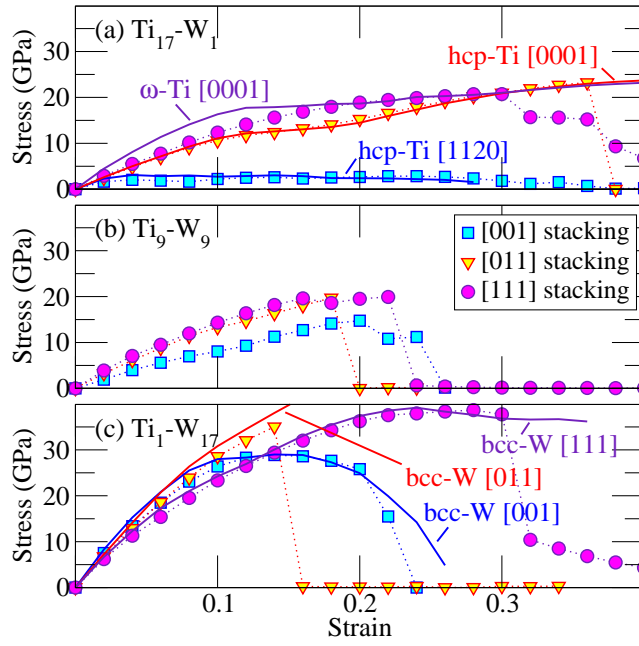 (a) Ti17-W1
hcp-Ti [0001]
ω-Ti [0001]
hcp-Ti [1120]
Stress (GPa)
30
20
10
0
(b) Ti9-W9
[001] stacking
[011] stacking
[111] stacking
Stress (GPa)
30
20
10
0
(c) Ti1-W17
bcc-W [111]
bcc-W [011]
bcc-W [001]
Stress (GPa)
30
20
10
0
0.1
0.2
0.3
Strain